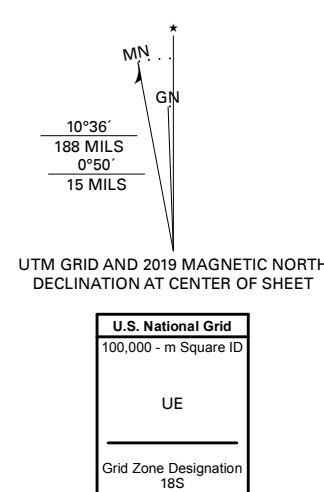 ★
MN
GN
10°36´
188 MILS
0°50´
15 MILS
UTM GRID AND 2019 MAGNETIC NORTH
DECLINATION AT CENTER OF SHEET
U.S. National Grid
100,000 - m Square ID
UE
Grid Zone Designation
18S